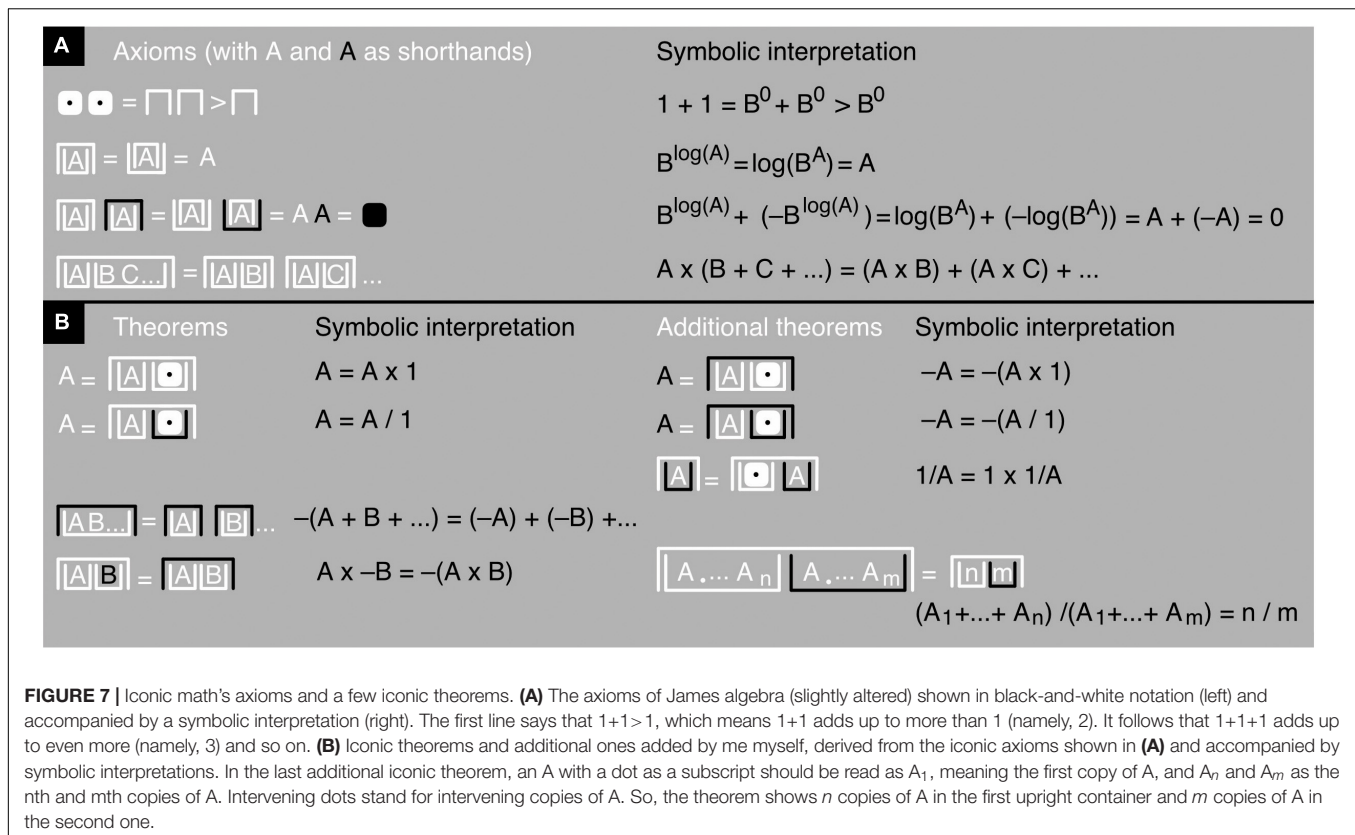 A Axioms (with A and A as shorthands) Symbolic interpretation
• • = ⊓ ⊓ > ⊓ 1 + 1 = B⁰ + B⁰ > B⁰
A = A = A B^log(A) = log(B^A) = A
A A = A A = A A = B^log(A) + (–B^log(A)) = log(B^A) + (–log(B^A)) = A + (–A) = 0
A B C... = A B A C ... A x (B + C + ...) = (A x B) + (A x C) + ...
B Theorems Symbolic interpretation Additional theorems Symbolic interpretation
A = A • A = A x 1 A = A • –A = –(A x 1)
A = A • A = A / 1 A = A • –A = –(A / 1)
A = • A 1/A = 1 x 1/A
A B... = A B ... –(A + B + ...) = (–A) + (–B) +...
A B = A B A x –B = –(A x B) A.... Aₙ A.... Aₘ = n m
(A₁+...+ Aₙ) /(A₁+...+ Aₘ) = n / m
FIGURE 7 | Iconic math's axioms and a few iconic theorems. (A) The axioms of James algebra (slightly altered) shown in black-and-white notation (left) and
accompanied by a symbolic interpretation (right). The first line says that 1+1>1, which means 1+1 adds up to more than 1 (namely, 2). It follows that 1+1+1 adds up
to even more (namely, 3) and so on. (B) Iconic theorems and additional ones added by me myself, derived from the iconic axioms shown in (A) and accompanied by
symbolic interpretations. In the last additional iconic theorem, an A with a dot as a subscript should be read as A₁, meaning the first copy of A, and Aₙ and Aₘ as the
nth and mth copies of A. Intervening dots stand for intervening copies of A. So, the theorem shows n copies of A in the first upright container and m copies of A in
the second one.